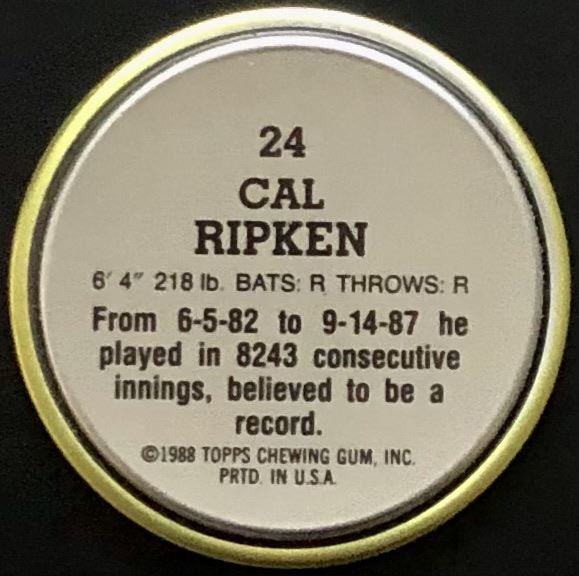 24
CAL
RIPKEN
6' 4" 218 lb. BATS: R THROWS: R
From 6-5-82 to 9-14-87 he
played in 8243 consecutive
innings, believed to be a
record.
©1988 TOPPS CHEWING GUM, INC.
PRTD. IN U.S.A.